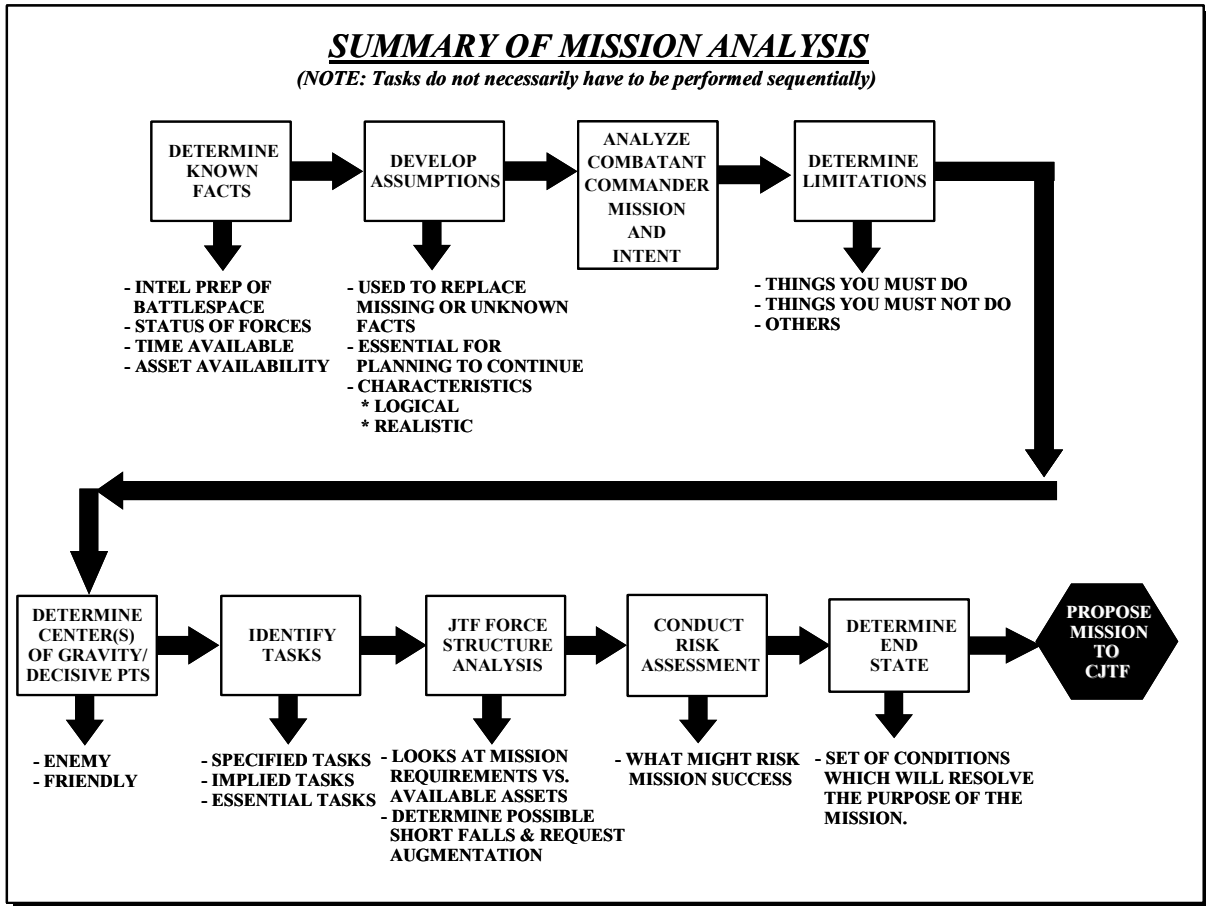 SUMMARY OF MISSION ANALYSIS
(NOTE: Tasks do not necessarily have to be performed sequentially)
DETERMINE
KNOWN
FACTS
- INTEL PREP OF
BATTLESPACE
- STATUS OF FORCES
- TIME AVAILABLE
- ASSET AVAILABILITY
DEVELOP
ASSUMPTIONS
- USED TO REPLACE
MISSING OR UNKNOWN
FACTS
- ESSENTIAL FOR
PLANNING TO CONTINUE
- CHARACTERISTICS
* LOGICAL
* REALISTIC
ANALYZE
COMBATANT
COMMANDER
MISSION
AND
INTENT
DETERMINE
LIMITATIONS
- THINGS YOU MUST DO
- THINGS YOU MUST NOT DO
- OTHERS
DETERMINE
CENTER(S)
OF GRAVITY/
DECISIVE PTS
- ENEMY
- FRIENDLY
IDENTIFY
TASKS
- SPECIFIED TASKS
- IMPLIED TASKS
- ESSENTIAL TASKS
JTF FORCE
STRUCTURE
ANALYSIS
- LOOKS AT MISSION
REQUIREMENTS VS.
AVAILABLE ASSETS
- DETERMINE POSSIBLE
SHORT FALLS & REQUEST
AUGMENTATION
CONDUCT
RISK
ASSESSMENT
- WHAT MIGHT RISK
MISSION SUCCESS
DETERMINE
END
STATE
- SET OF CONDITIONS
WHICH WILL RESOLVE
THE PURPOSE OF THE
MISSION.
PROPOSE
MISSION
TO
CJTF